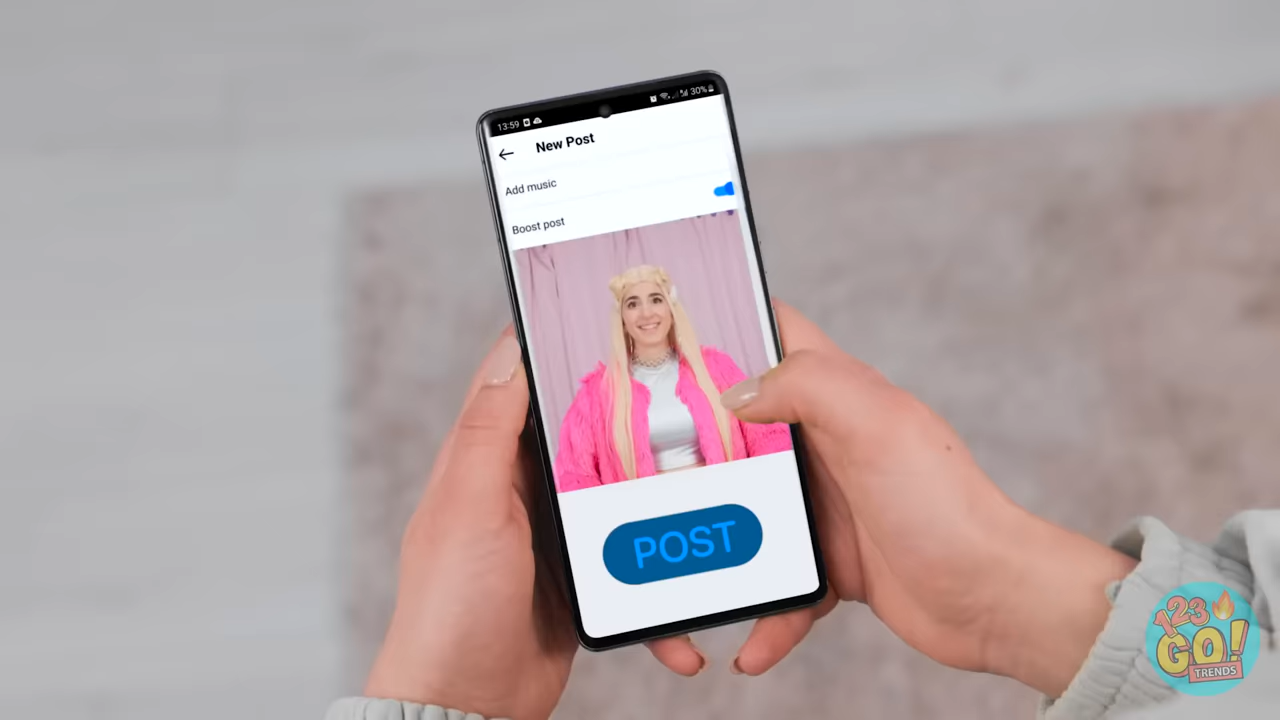 13:59
30%
New Post
Add music
Boost post
POST
123
GO!
TRENDS